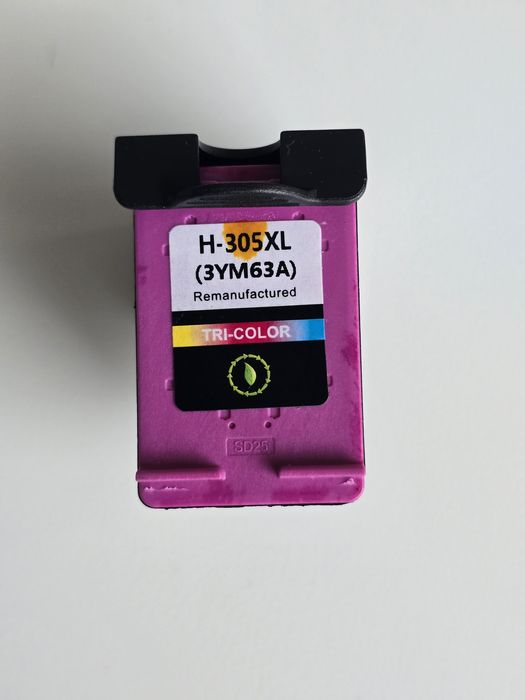 H-305XL
(3YM63A)
Remanufactured
TRI-COLOR
SD25